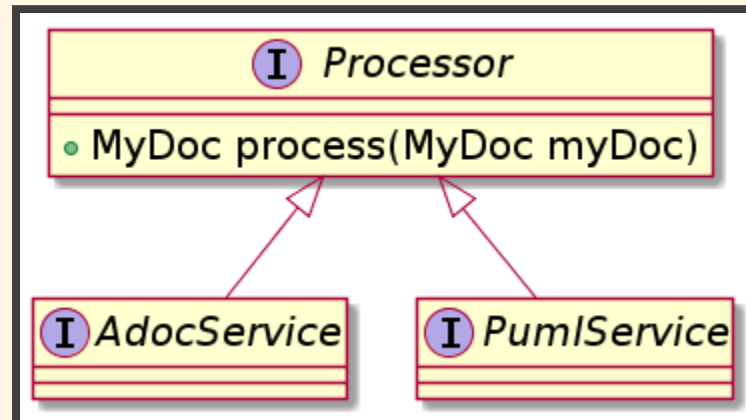 I Processor
MyDoc process(MyDoc myDoc)
I AdocService
I PumlService